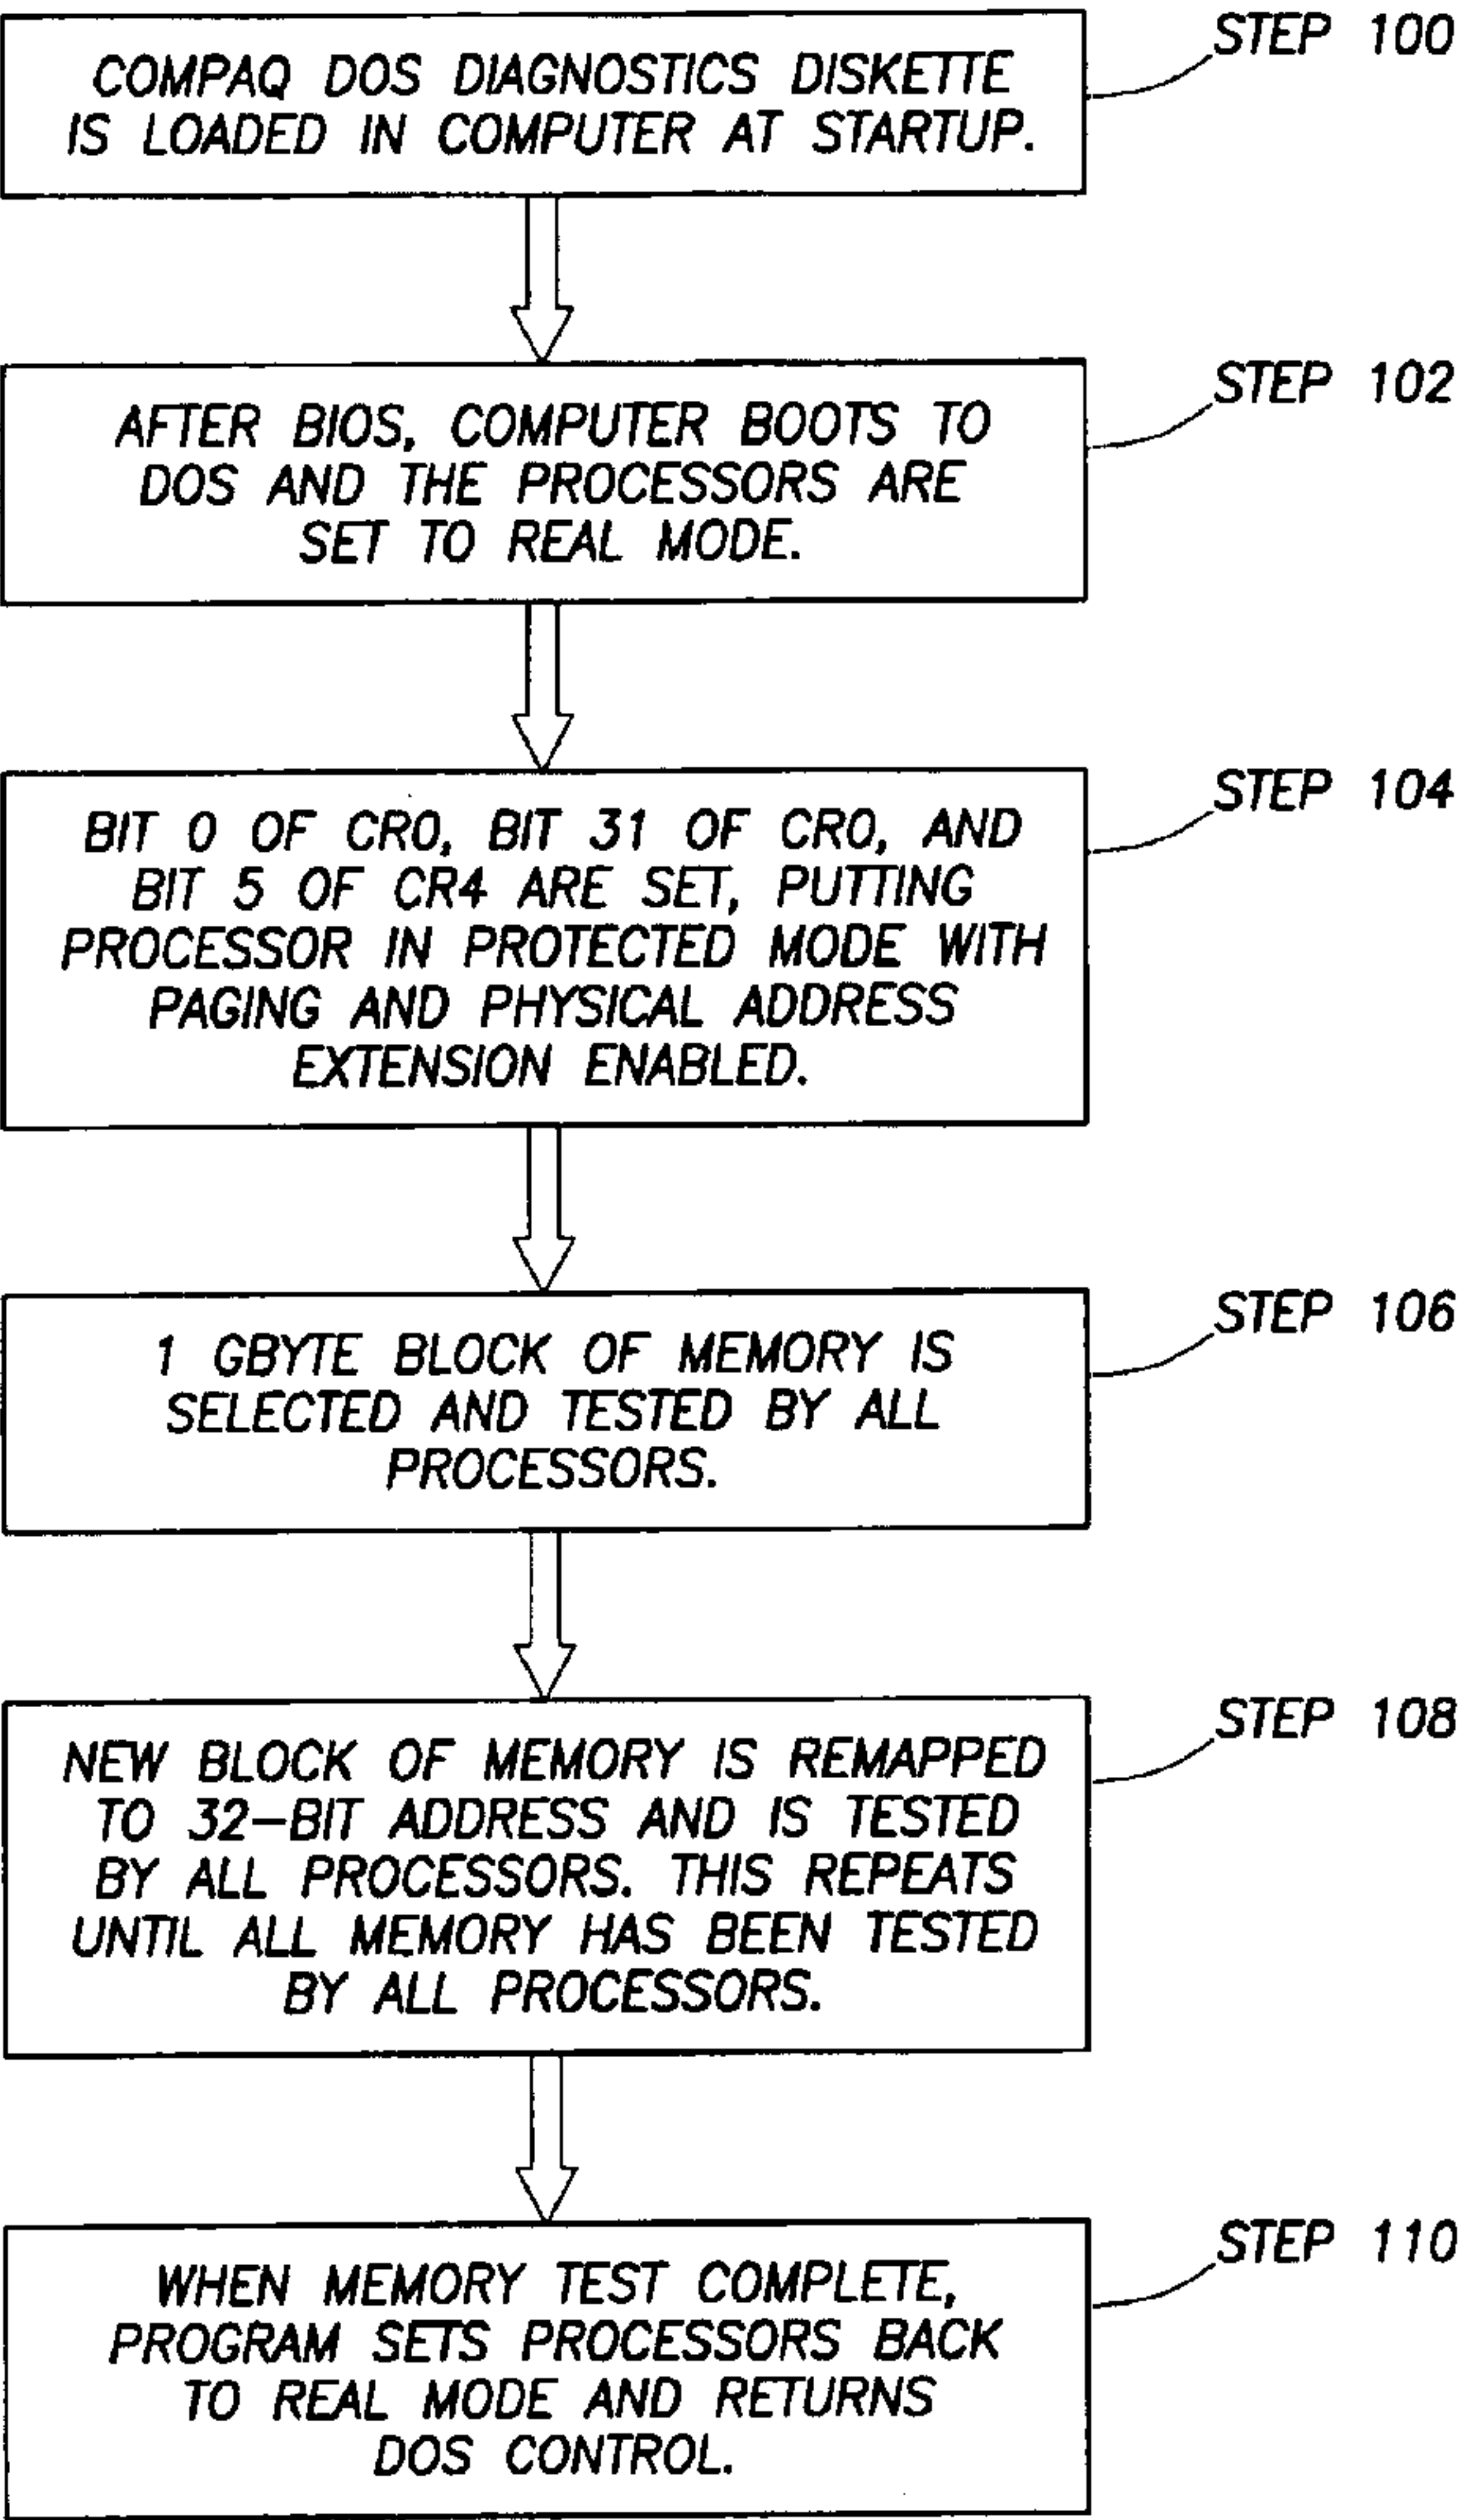 COMPAQ DOS DIAGNOSTICS DISKETTE
IS LOADED IN COMPUTER AT STARTUP.
STEP 100
AFTER BIOS, COMPUTER BOOTS TO
DOS AND THE PROCESSORS ARE
SET TO REAL MODE.
STEP 102
BIT 0 OF CR0, BIT 31 OF CR0, AND
BIT 5 OF CR4 ARE SET, PUTTING
PROCESSOR IN PROTECTED MODE WITH
PAGING AND PHYSICAL ADDRESS
EXTENSION ENABLED.
STEP 104
1 GBYTE BLOCK OF MEMORY IS
SELECTED AND TESTED BY ALL
PROCESSORS.
STEP 106
NEW BLOCK OF MEMORY IS REMAPPED
TO 32-BIT ADDRESS AND IS TESTED
BY ALL PROCESSORS. THIS REPEATS
UNTIL ALL MEMORY HAS BEEN TESTED
BY ALL PROCESSORS.
STEP 108
WHEN MEMORY TEST COMPLETE,
PROGRAM SETS PROCESSORS BACK
TO REAL MODE AND RETURNS
DOS CONTROL.
STEP 110